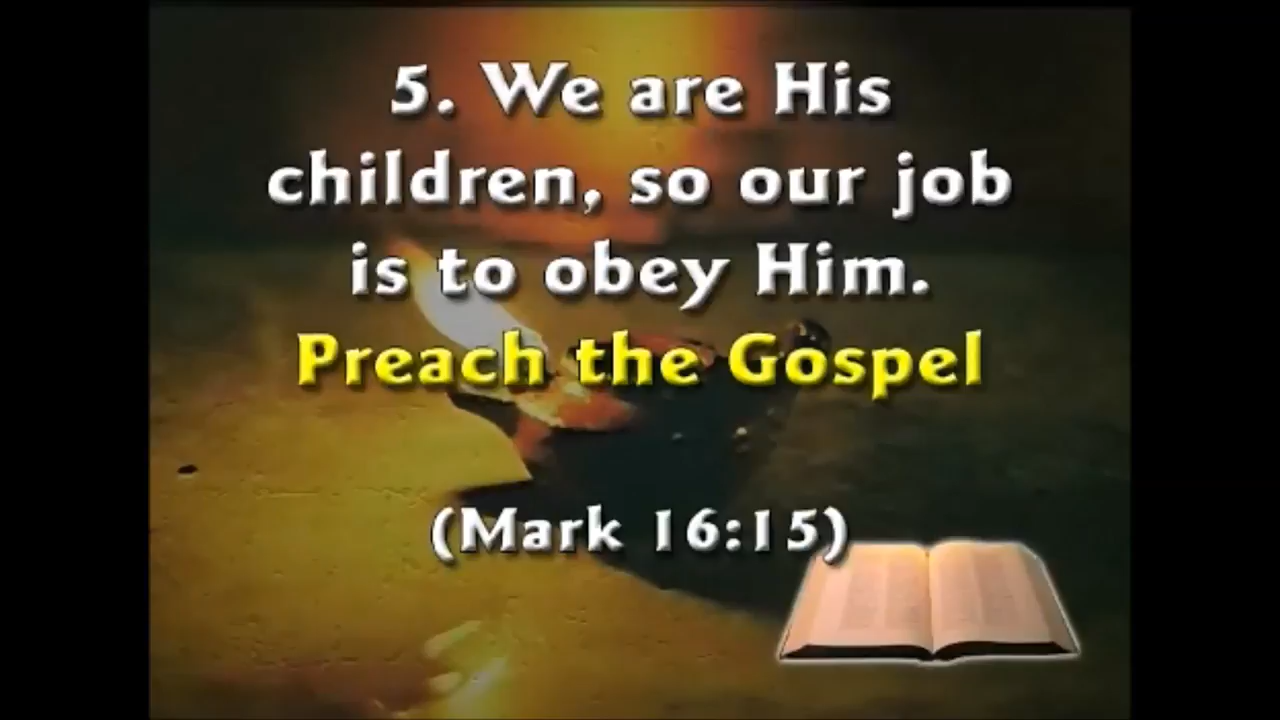 5. We are His
children, so our job
is to obey Him.
Preach the Gospel
(Mark 16:15)